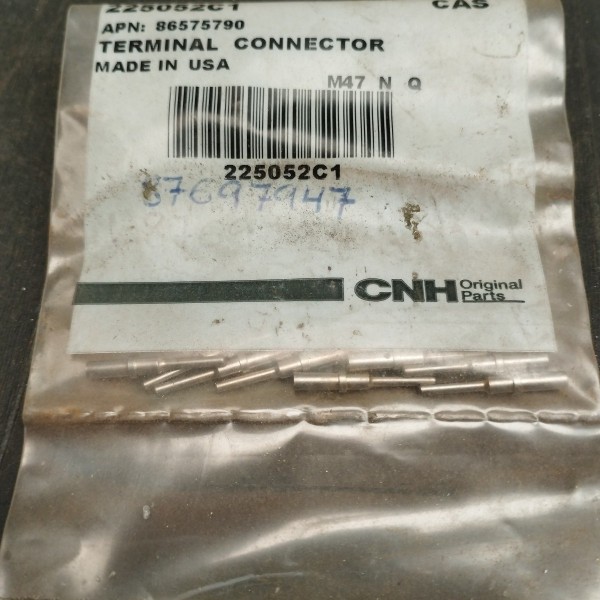 225052C1 CAS
APN: 86575790
TERMINAL CONNECTOR
MADE IN USA
M47 N Q
225052C1
87697947
CNH Original
Parts